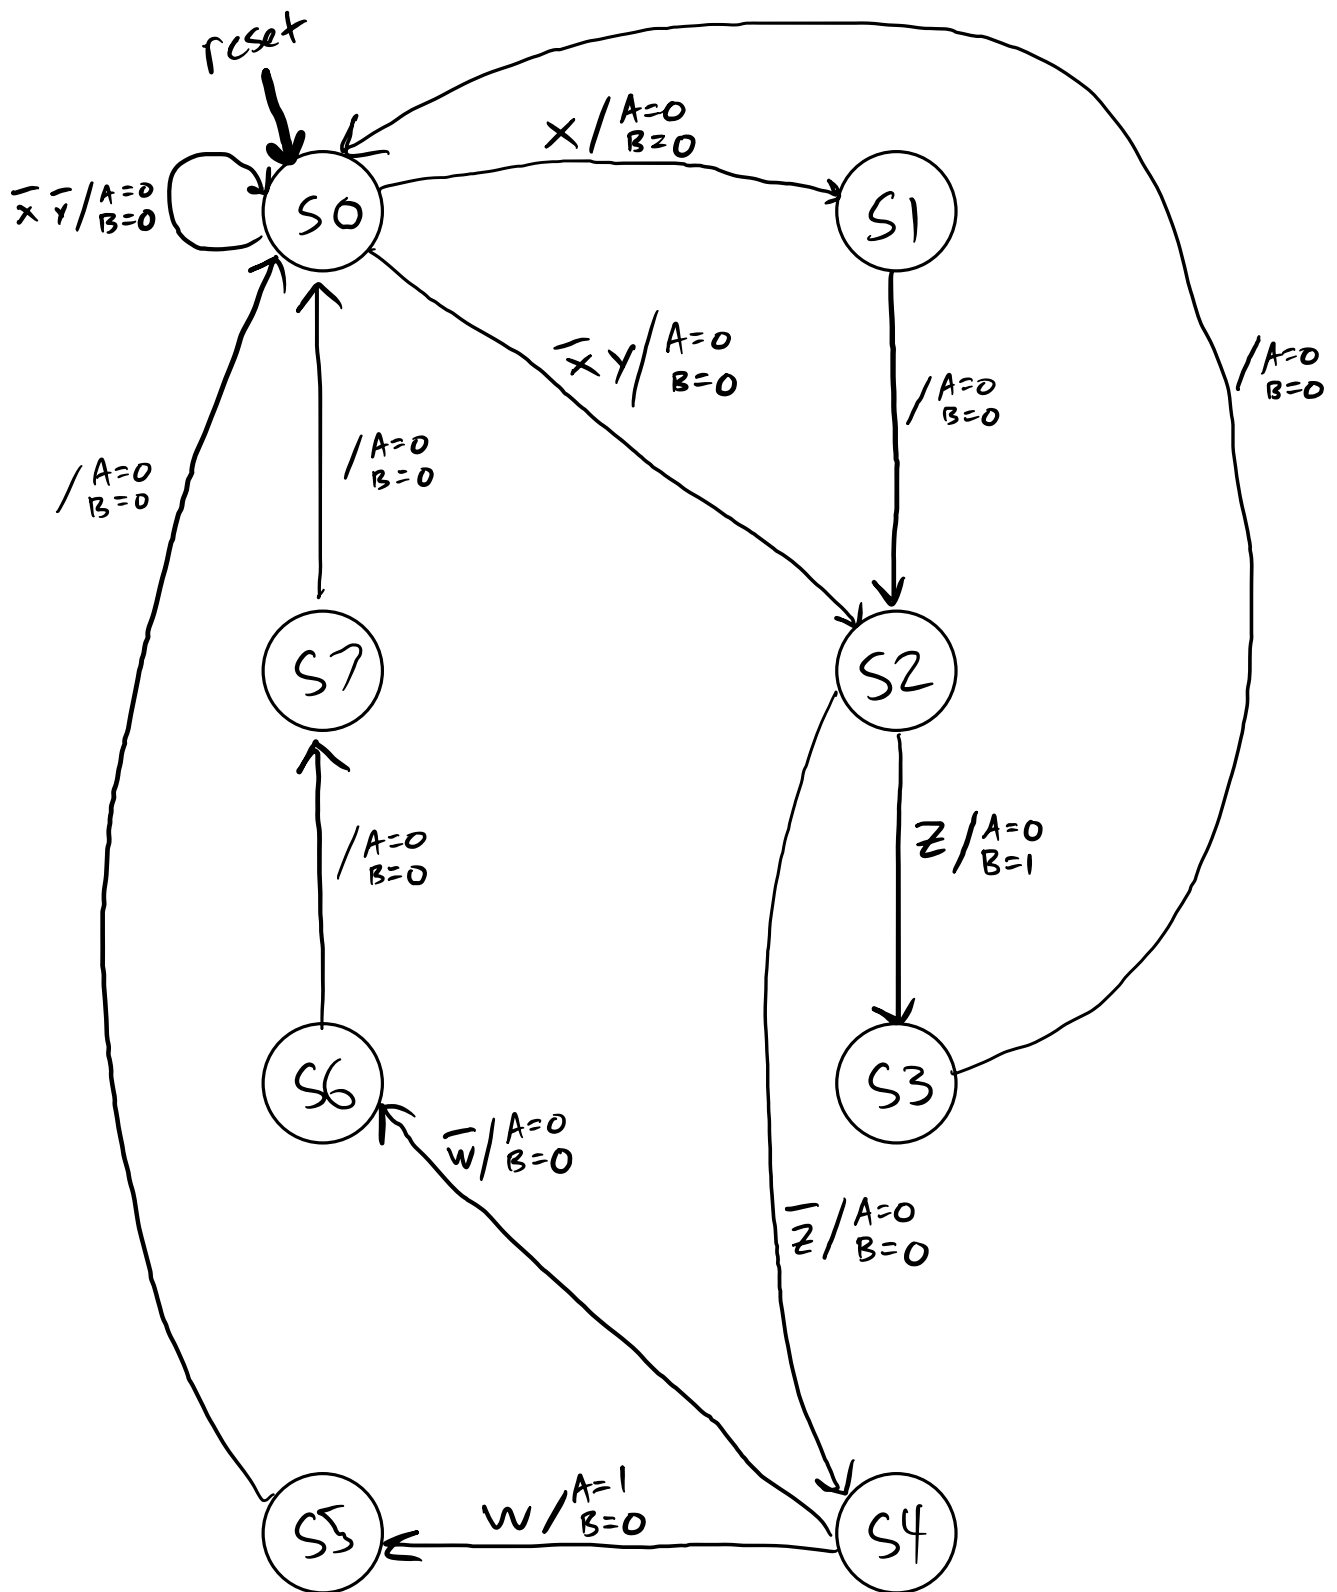 reset
X / A=0
B=0
X̅ Y̅ / A=0
B=0
S0
S1
X̅ Y / A=0
B=0
/ A=0
B=0
/ A=0
B=0
/ A=0
B=0
/ A=0
B=0
S7
S2
Z / A=0
B=1
/ A=0
B=0
S6
S3
W̅ / A=0
B=0
Z̅ / A=0
B=0
W / A=1
B=0
S5
S4